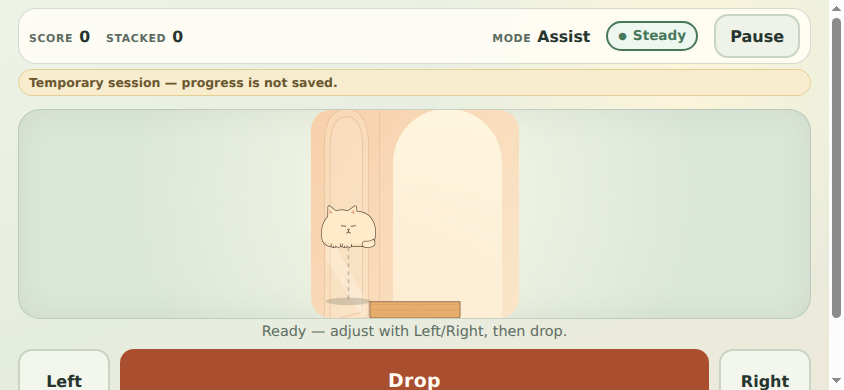 SCORE 0 STACKED 0 MODE Assist ● Steady Pause
Temporary session — progress is not saved.
Ready — adjust with Left/Right, then drop.
Left Drop Right